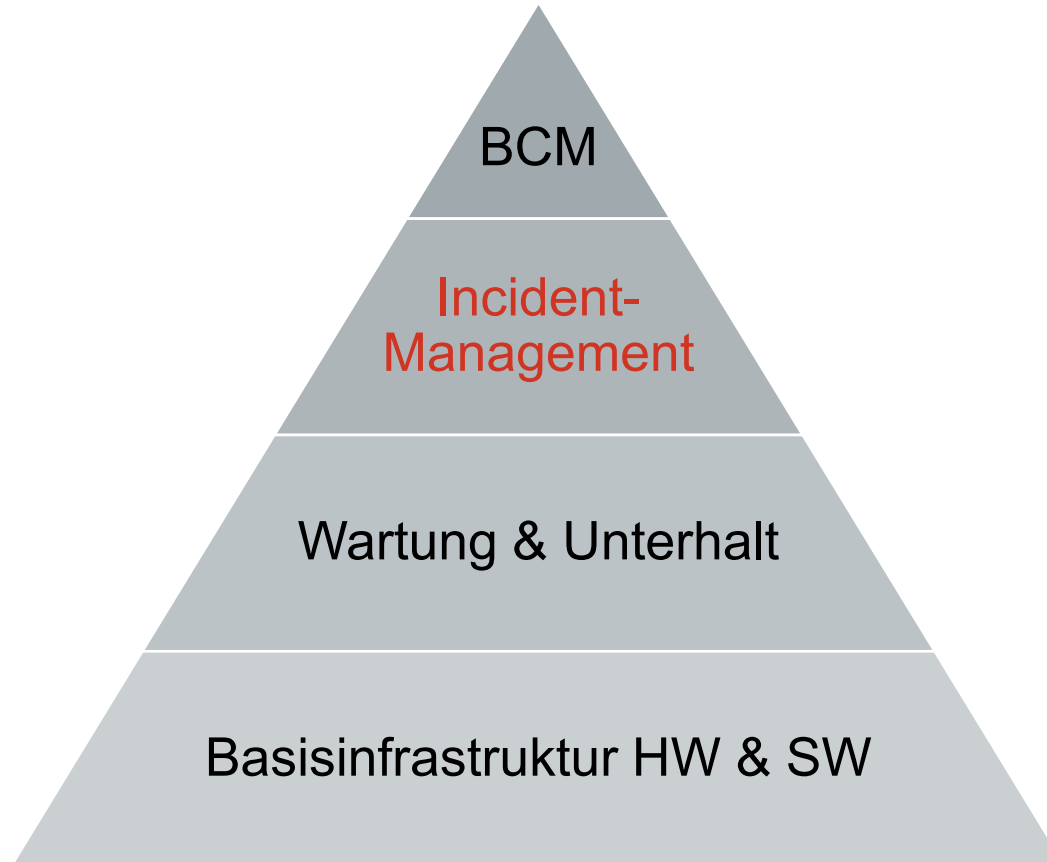 BCM
Incident-
Management
Wartung & Unterhalt
Basisinfrastruktur HW & SW